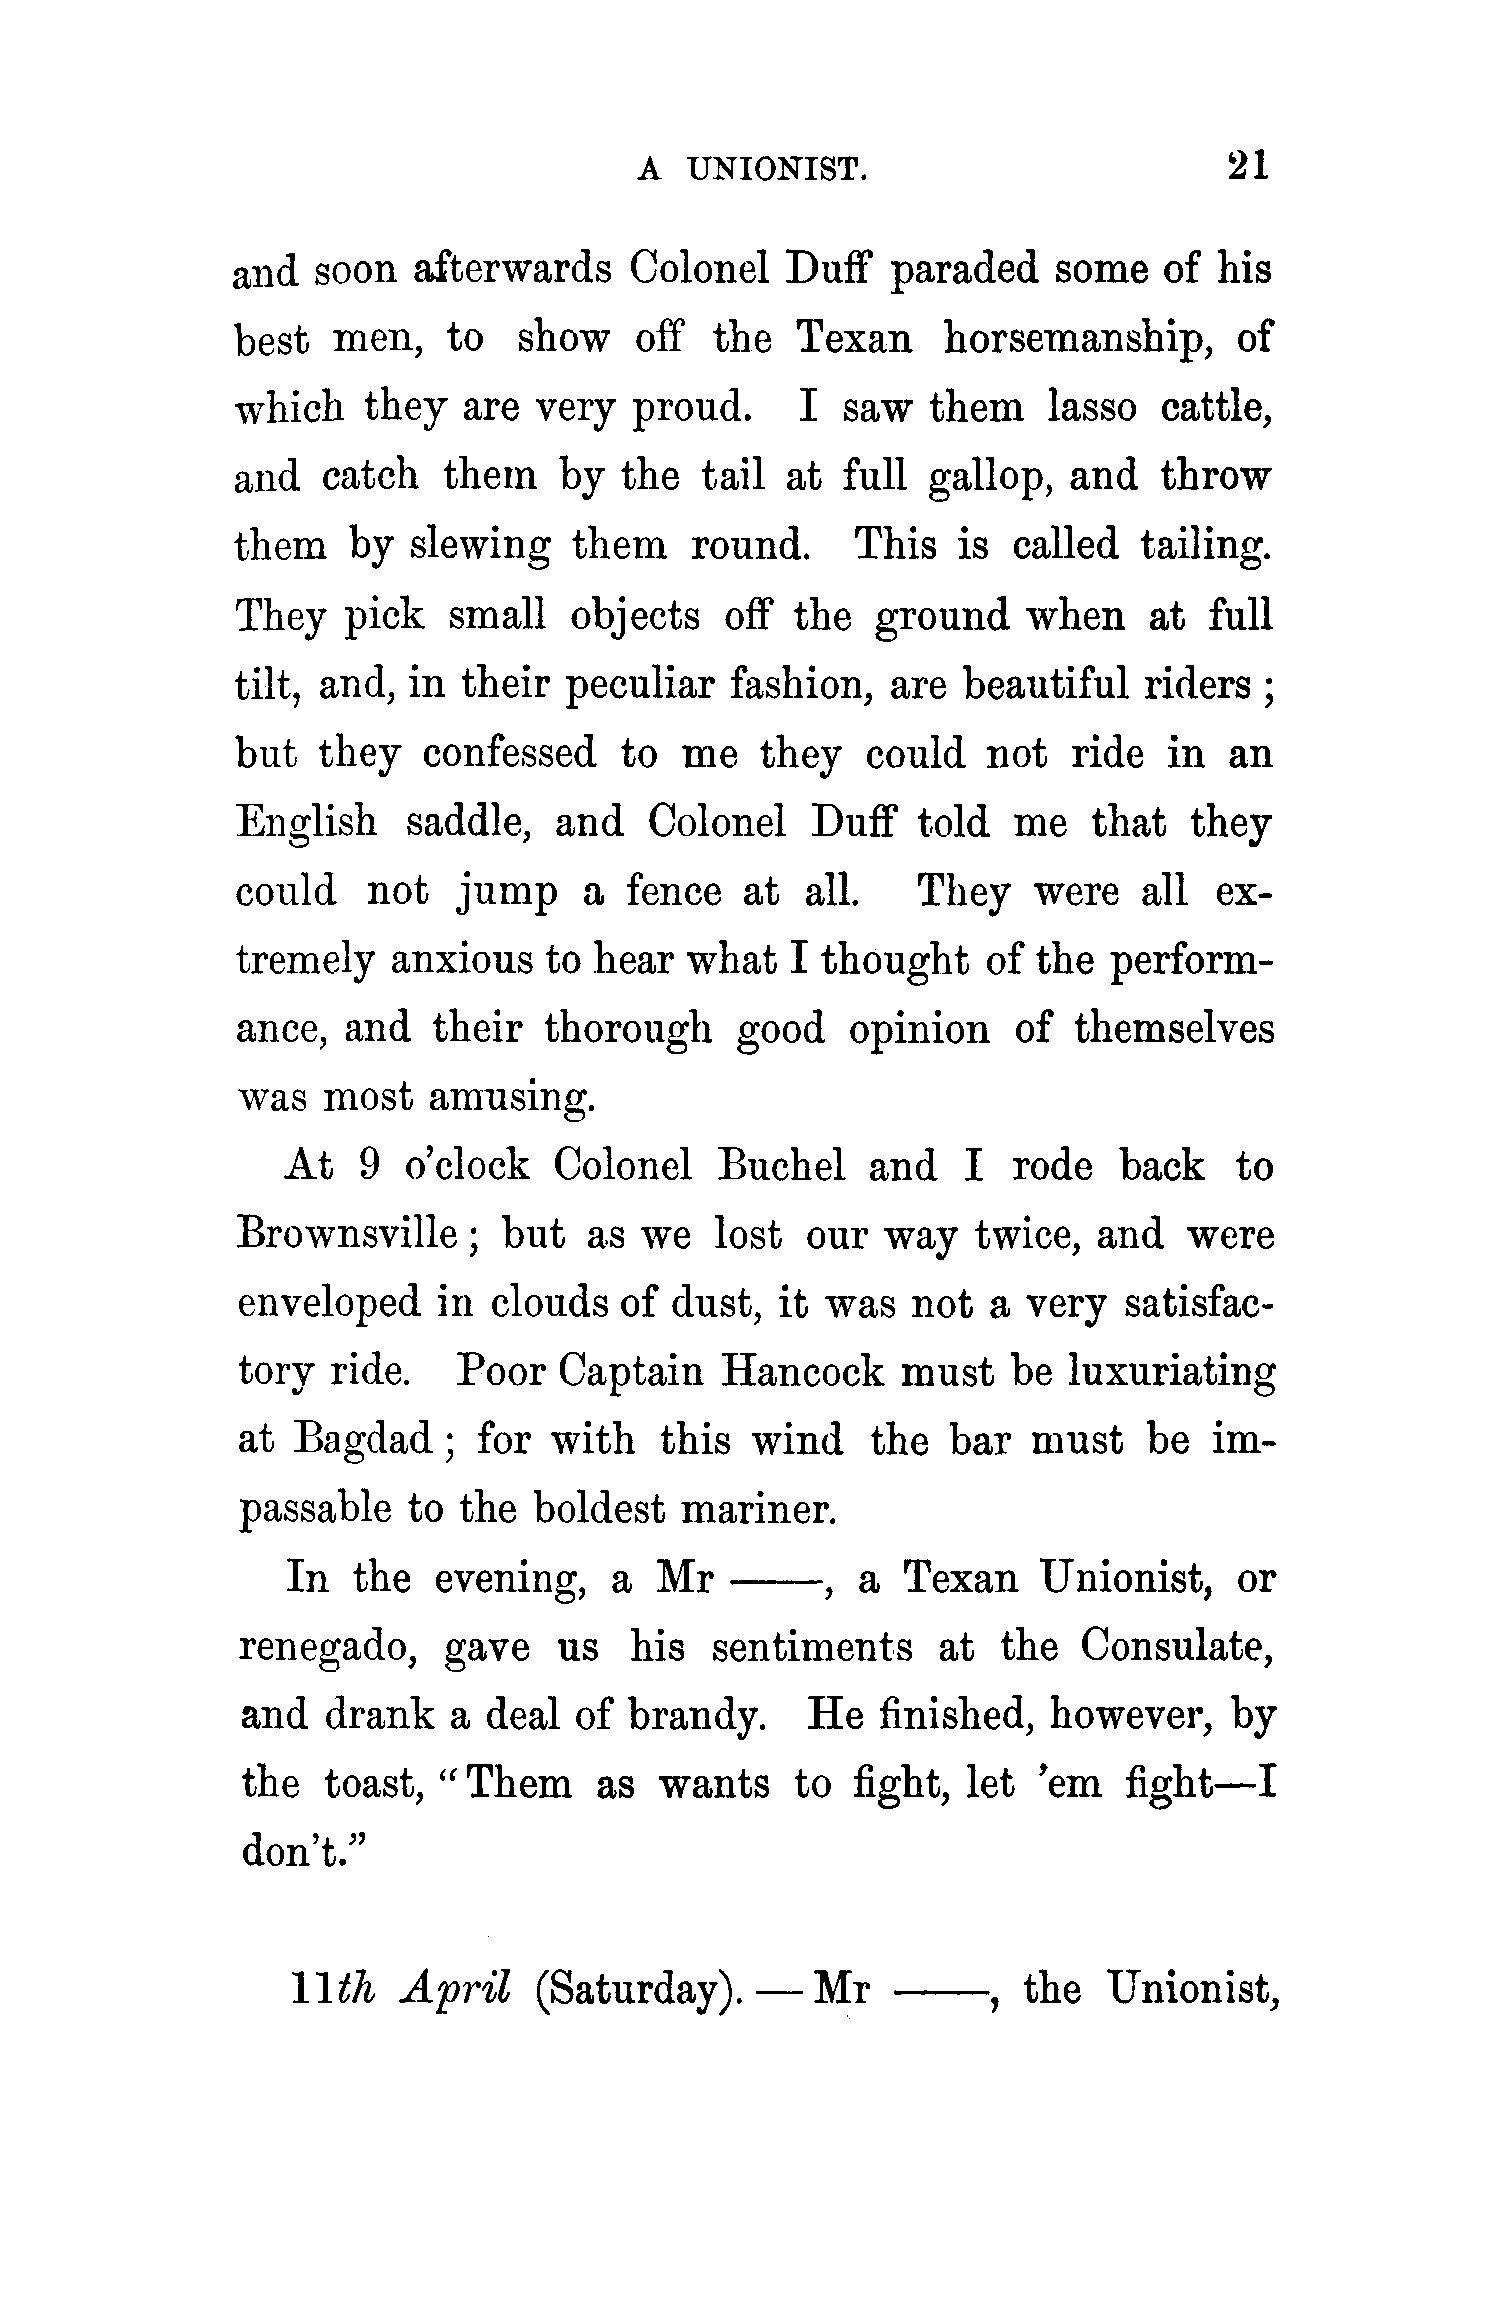 A UNIONIST. 21
and soon afterwards Colonel Duff paraded some of his
best men, to show off the Texan horsemanship, of
which they are very proud. I saw them lasso cattle,
and catch them by the tail at full gallop, and throw
them by slewing them round. This is called tailing.
They pick small objects off the ground when at full
tilt, and, in their peculiar fashion, are beautiful riders ;
but they confessed to me they could not ride in an
English saddle, and Colonel Duff told me that they
could not jump a fence at all. They were all ex-
tremely anxious to hear what I thought of the perform-
ance, and their thorough good opinion of themselves
was most amusing.
At 9 o'clock Colonel Buchel and I rode back to
Brownsville ; but as we lost our way twice, and were
enveloped in clouds of dust, it was not a very satisfac-
tory ride. Poor Captain Hancock must be luxuriating
at Bagdad ; for with this wind the bar must be im-
passable to the boldest mariner.
In the evening, a Mr ——, a Texan Unionist, or
renegado, gave us his sentiments at the Consulate,
and drank a deal of brandy. He finished, however, by
the toast, “Them as wants to fight, let 'em fight—I
don't.”
11th April (Saturday). — Mr ——, the Unionist,